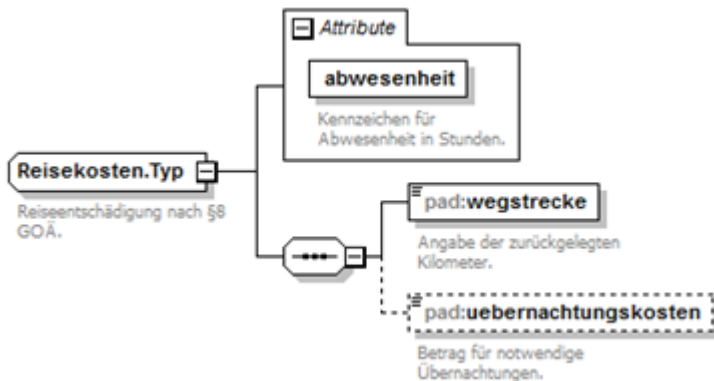 Attribute
abwesenheit
Kennzeichen für
Abwesenheit in Stunden.
Reisekosten.Typ
Reiseentschädigung nach §8
GOÄ.
pad:wegstrecke
Angabe der zurückgelegten
Kilometer.
pad:uebernachtungskosten
Betrag für notwendige
Übernachtungen.